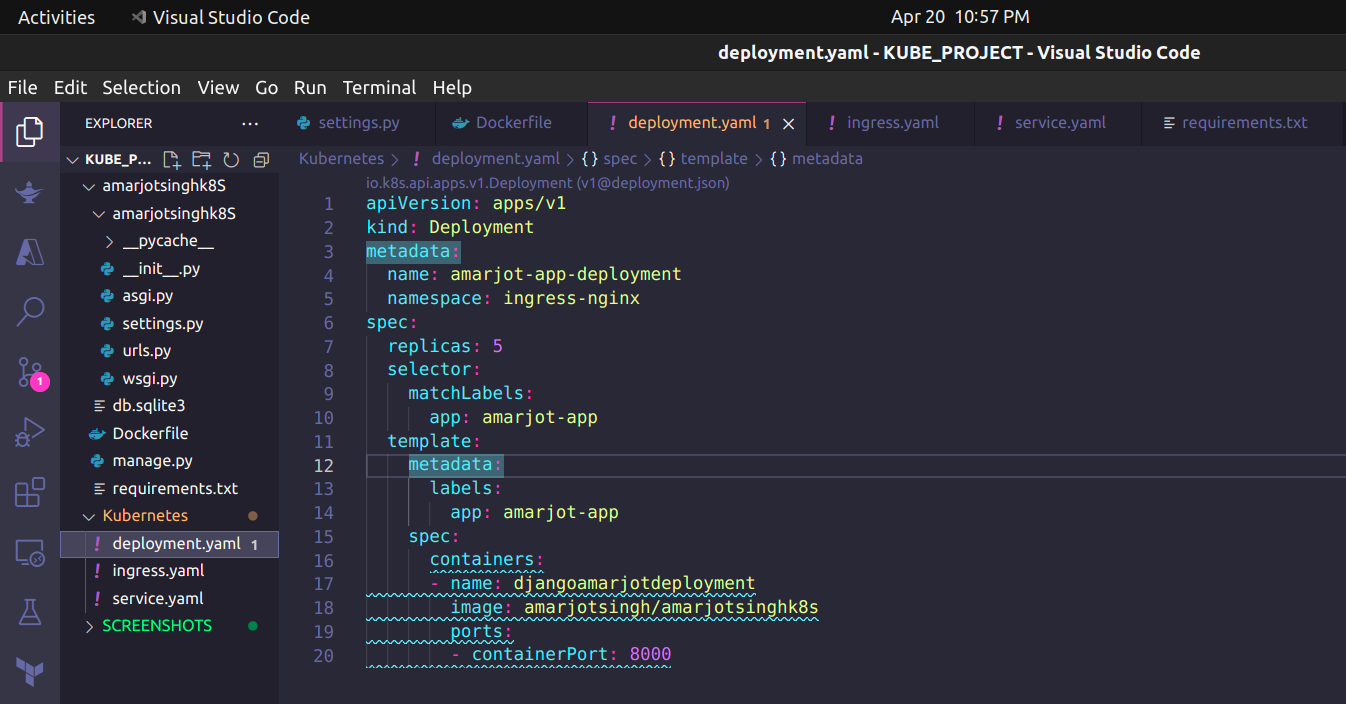 Activities Visual Studio Code Apr 20 10:57 PM
deployment.yaml - KUBE_PROJECT - Visual Studio Code
File Edit Selection View Go Run Terminal Help
EXPLORER ...
settings.py Dockerfile ! deployment.yaml 1 ! ingress.yaml ! service.yaml requirements.txt
KUBE_P...
Kubernetes > ! deployment.yaml > {} spec > {} template > {} metadata
amarjotsinghk8S
amarjotsinghk8S
__pycache__
__init__.py
asgi.py
settings.py
urls.py
wsgi.py
db.sqlite3
Dockerfile
manage.py
requirements.txt
Kubernetes
! deployment.yaml 1
! ingress.yaml
! service.yaml
SCREENSHOTS
1
io.k8s.api.apps.v1.Deployment (v1@deployment.json)
1 apiVersion: apps/v1
2 kind: Deployment
3 metadata:
4   name: amarjot-app-deployment
5   namespace: ingress-nginx
6 spec:
7   replicas: 5
8   selector:
9     matchLabels:
10       app: amarjot-app
11   template:
12     metadata:
13       labels:
14         app: amarjot-app
15     spec:
16       containers:
17       - name: djangoamarjotdeployment
18         image: amarjotsingh/amarjotsinghk8s
19         ports:
20         - containerPort: 8000